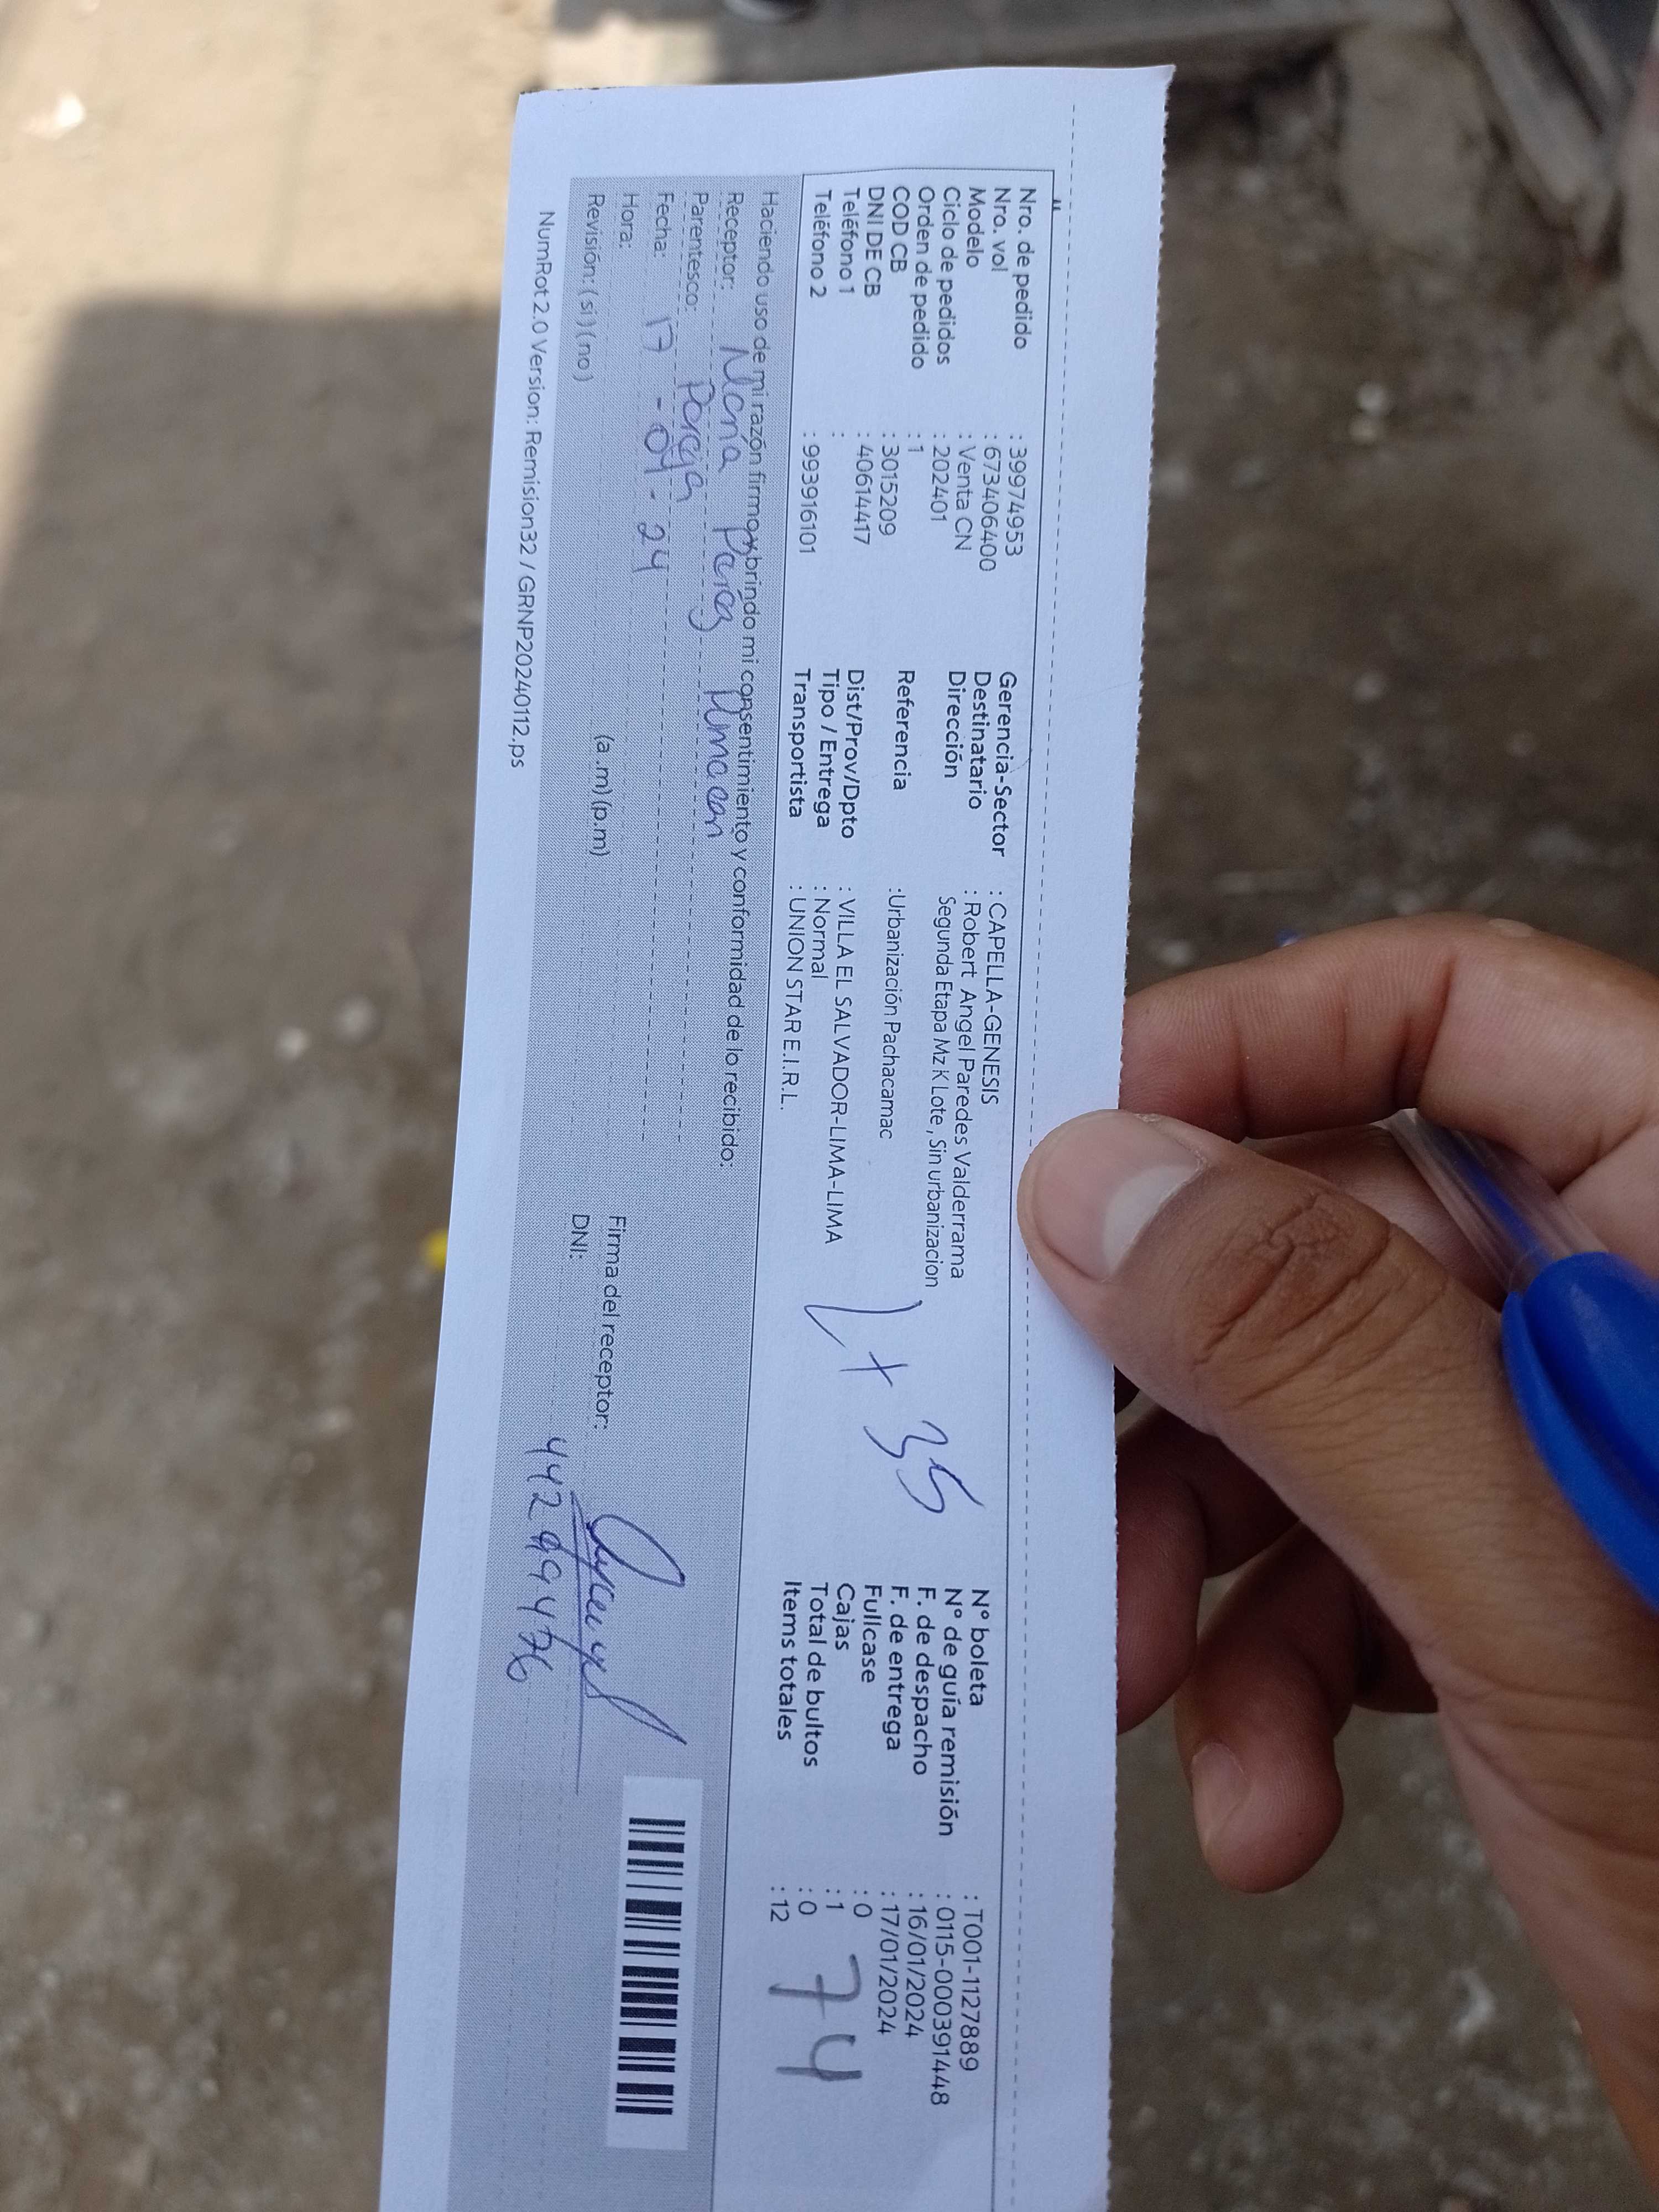 Nro. de pedido : 39974953
Nro. vol : 673406400
Modelo : Venta CN
Ciclo de pedidos : 202401
Orden de pedido : 1
COD CB : 3015209
DNI DE CB : 40614417
Teléfono 1 :
Teléfono 2 : 993916101
Gerencia-Sector : CAPELLA-GENESIS
Destinatario : Robert Angel Paredes Valderrama
Dirección Segunda Etapa Mz K Lote , Sin urbanizacion
Referencia :Urbanización Pachacamac
Dist/Prov/Dpto : VILLA EL SALVADOR-LIMA-LIMA
Tipo / Entrega : Normal
Transportista : UNION STAR E.I.R.L.
L + 35
N° boleta : T001-1127889
N° de guía remisión : 0115-000391448
F. de despacho : 16/01/2024
F. de entrega : 17/01/2024
Fullcase : 0
Cajas : 1
Total de bultos : 0
Items totales : 12
74
Haciendo uso de mi razón firmo y brindo mi consentimiento y conformidad de lo recibido:
Receptor: Maria
Parentesco: Pareja
Fecha: 17 - 01 - 24
Hora: (a .m) (p.m)
Revisión: ( si ) ( no )
Firma del receptor:
DNI:
NumRot 2.0 Version: Remision32 / GRNP20240112.ps